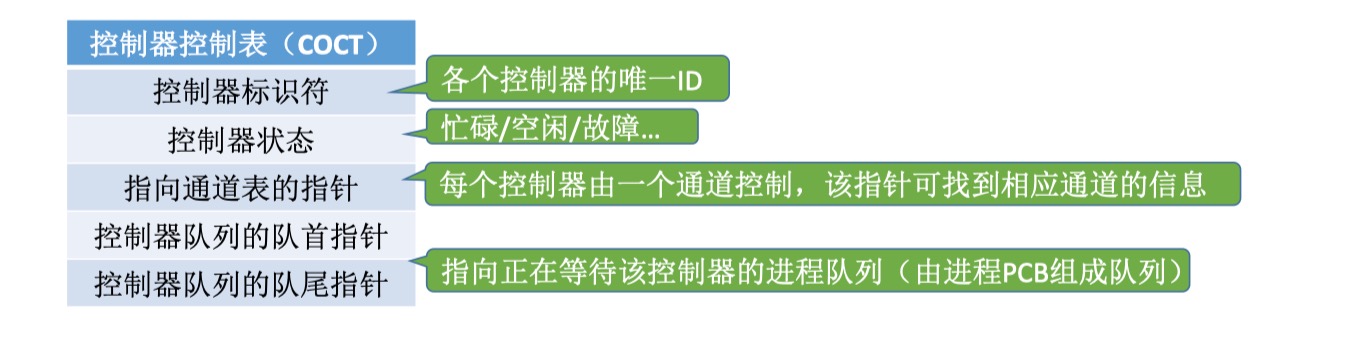 控制器控制表（COCT）
控制器标识符
各个控制器的唯一ID
控制器状态
忙碌/空闲/故障...
指向通道表的指针
每个控制器由一个通道控制，该指针可找到相应通道的信息
控制器队列的队首指针
控制器队列的队尾指针
指向正在等待该控制器的进程队列（由进程PCB组成队列）